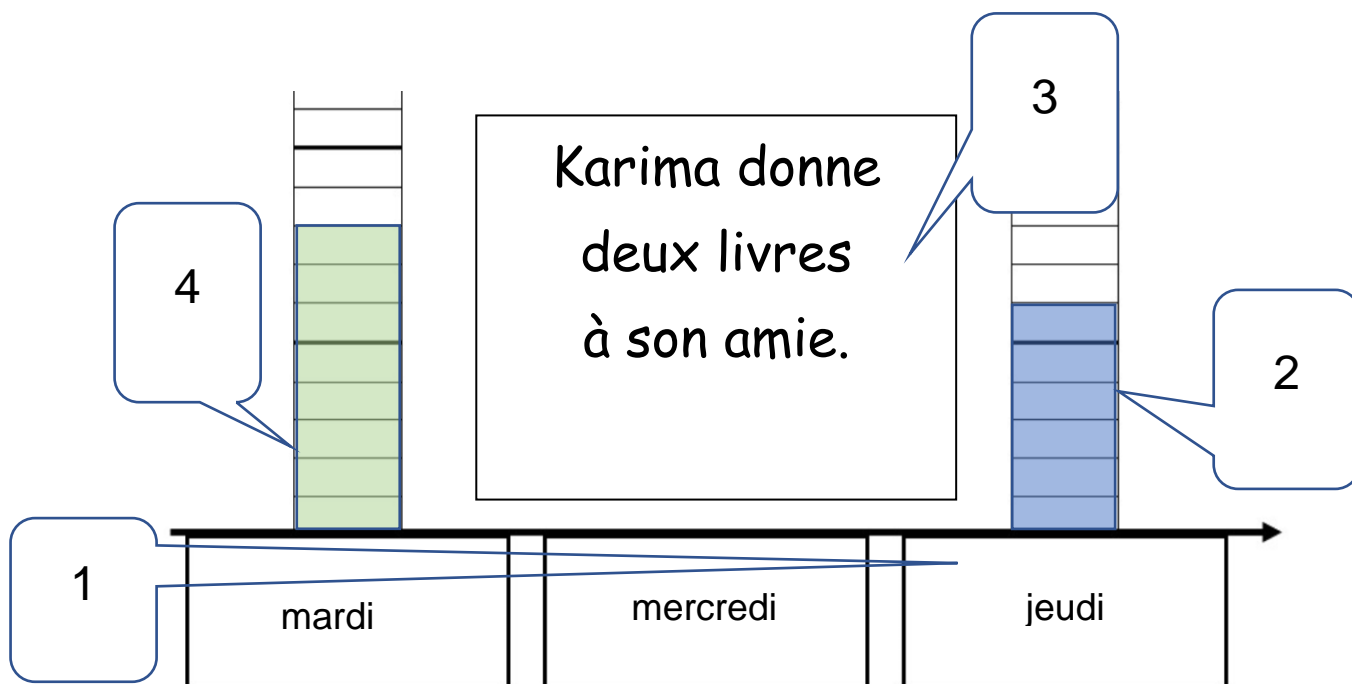 3
Karima donne
deux livres
à son amie.
4
2
1
mardi
mercredi
jeudi